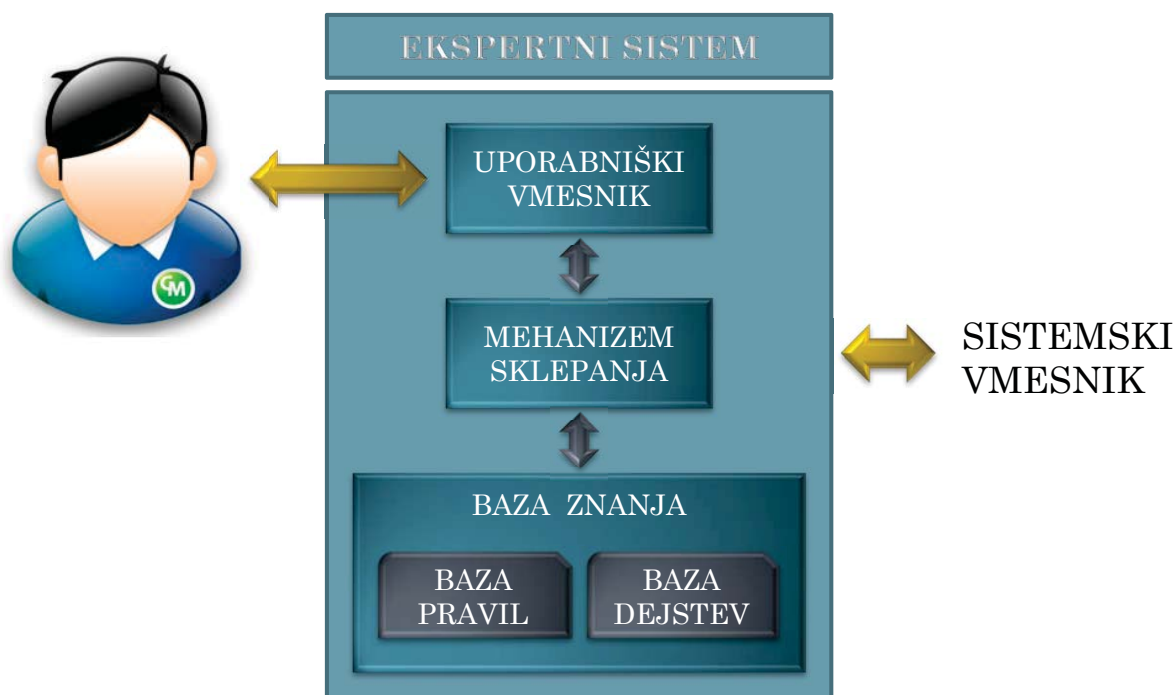 EKSPERTNI SISTEM
UPORABNIŠKI
VMESNIK
CM
MEHANIZEM
SKLEPANJA
SISTEMSKI
VMESNIK
BAZA ZNANJA
BAZA
PRAVIL
BAZA
DEJSTEV